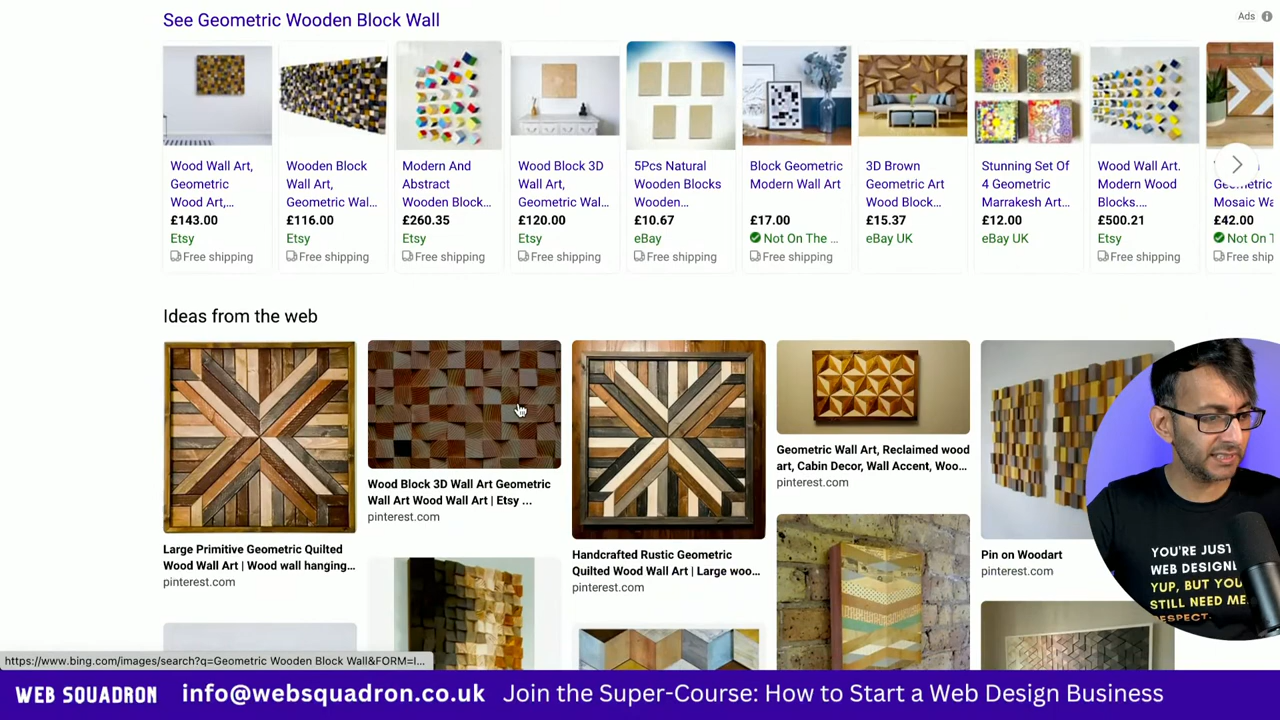 See Geometric Wooden Block Wall
Ads
Wood Wall Art,
Geometric
Wood Art,...
£143.00
Etsy
Free shipping
Wooden Block
Wall Art,
Geometric Wal...
£116.00
Etsy
Free shipping
Modern And
Abstract
Wooden Block...
£260.35
Etsy
Free shipping
Wood Block 3D
Wall Art,
Geometric Wal...
£120.00
Etsy
Free shipping
5Pcs Natural
Wooden Blocks
Wooden...
£10.67
eBay
Free shipping
Block Geometric
Modern Wall Art
£17.00
Not On The ...
Free shipping
3D Brown
Geometric Art
Wood Block...
£15.37
eBay UK
Stunning Set Of
4 Geometric
Marrakesh Art...
£12.00
eBay UK
Wood Wall Art.
Modern Wood
Blocks....
£500.21
Etsy
Free shipping
Mosaic Wa
£42.00
Not On T
Free ship
Ideas from the web
Large Primitive Geometric Quilted
Wood Wall Art | Wood wall hanging...
pinterest.com
Wood Block 3D Wall Art Geometric
Wall Art Wood Wall Art | Etsy ...
pinterest.com
Handcrafted Rustic Geometric
Quilted Wood Wall Art | Large woo...
pinterest.com
Geometric Wall Art, Reclaimed wood
art, Cabin Decor, Wall Accent, Woo...
pinterest.com
Pin on Woodart
pinterest.com
YOU'RE JUST
WEB DESIGNE
YUP, BUT YOU
STILL NEED ME
RESPECT.
https://www.bing.com/images/search?q=Geometric Wooden Block Wall&FORM=I...
WEB SQUADRON
info@websquadron.co.uk
Join the Super-Course: How to Start a Web Design Business